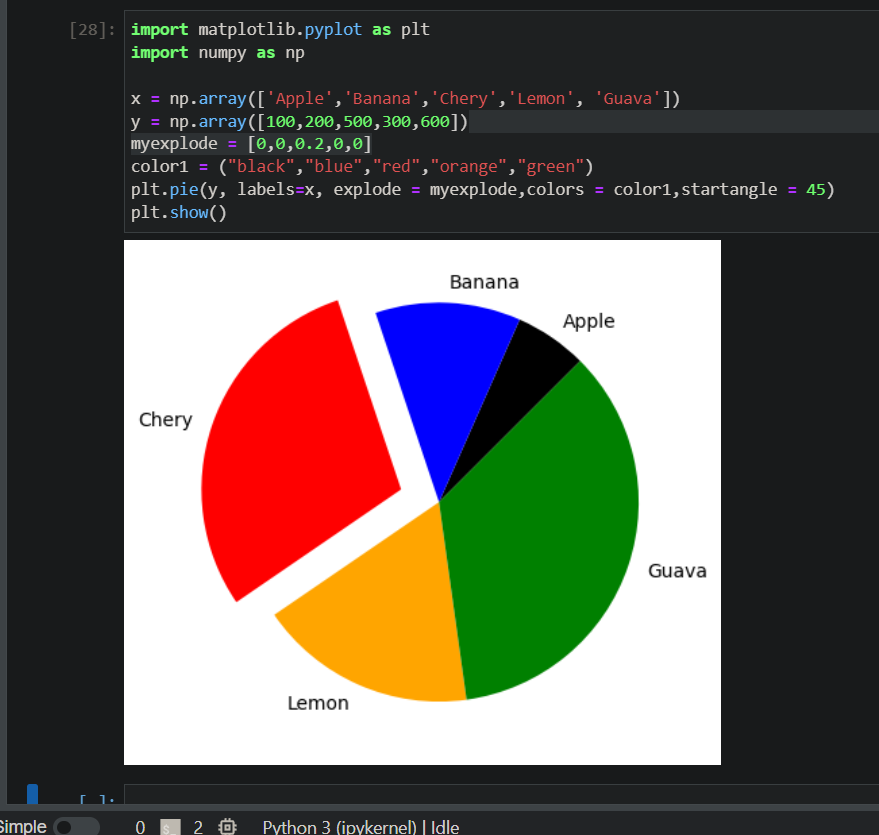 [28]: import matplotlib.pyplot as plt
import numpy as np
x = np.array(['Apple','Banana','Chery','Lemon', 'Guava'])
y = np.array([100,200,500,300,600])
myexplode = [0,0,0.2,0,0]
color1 = ("black","blue","red","orange","green")
plt.pie(y, labels=x, explode = myexplode,colors = color1,startangle = 45)
plt.show()
Banana
Apple
Chery
Guava
Lemon
[ ]:
Simple 0 2 Python 3 (ipykernel) | Idle